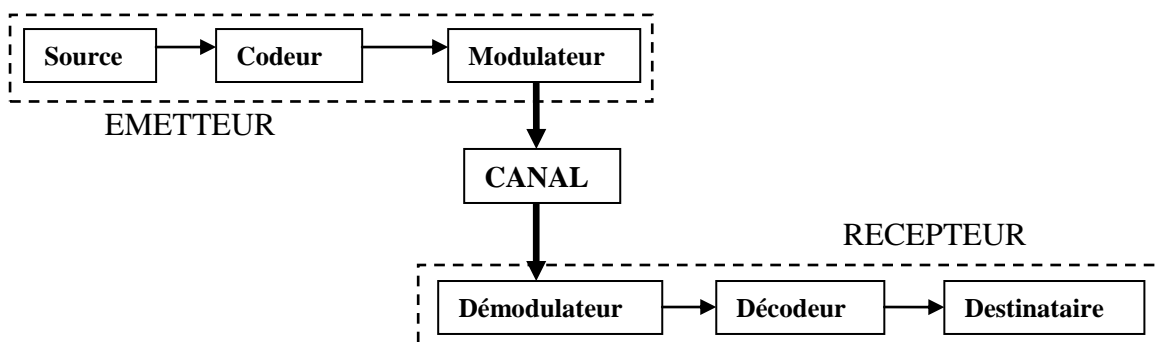 Source Codeur Modulateur
EMETTEUR
CANAL
RECEPTEUR
Démodulateur Décodeur Destinataire